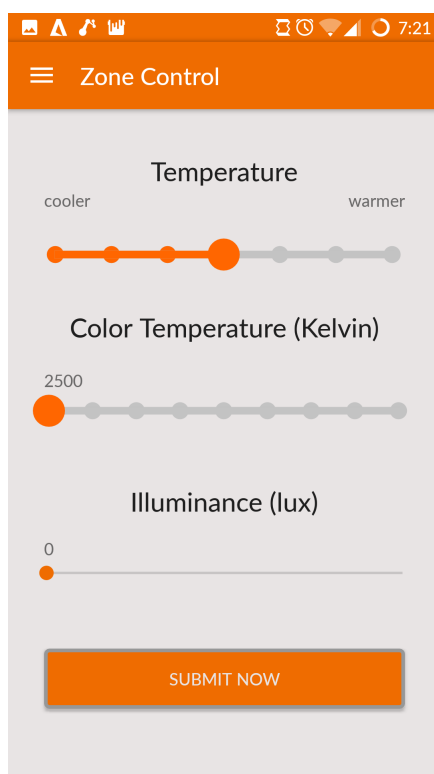 7:21
Zone Control
Temperature
cooler warmer
Color Temperature (Kelvin)
2500
Illuminance (lux)
0
SUBMIT NOW